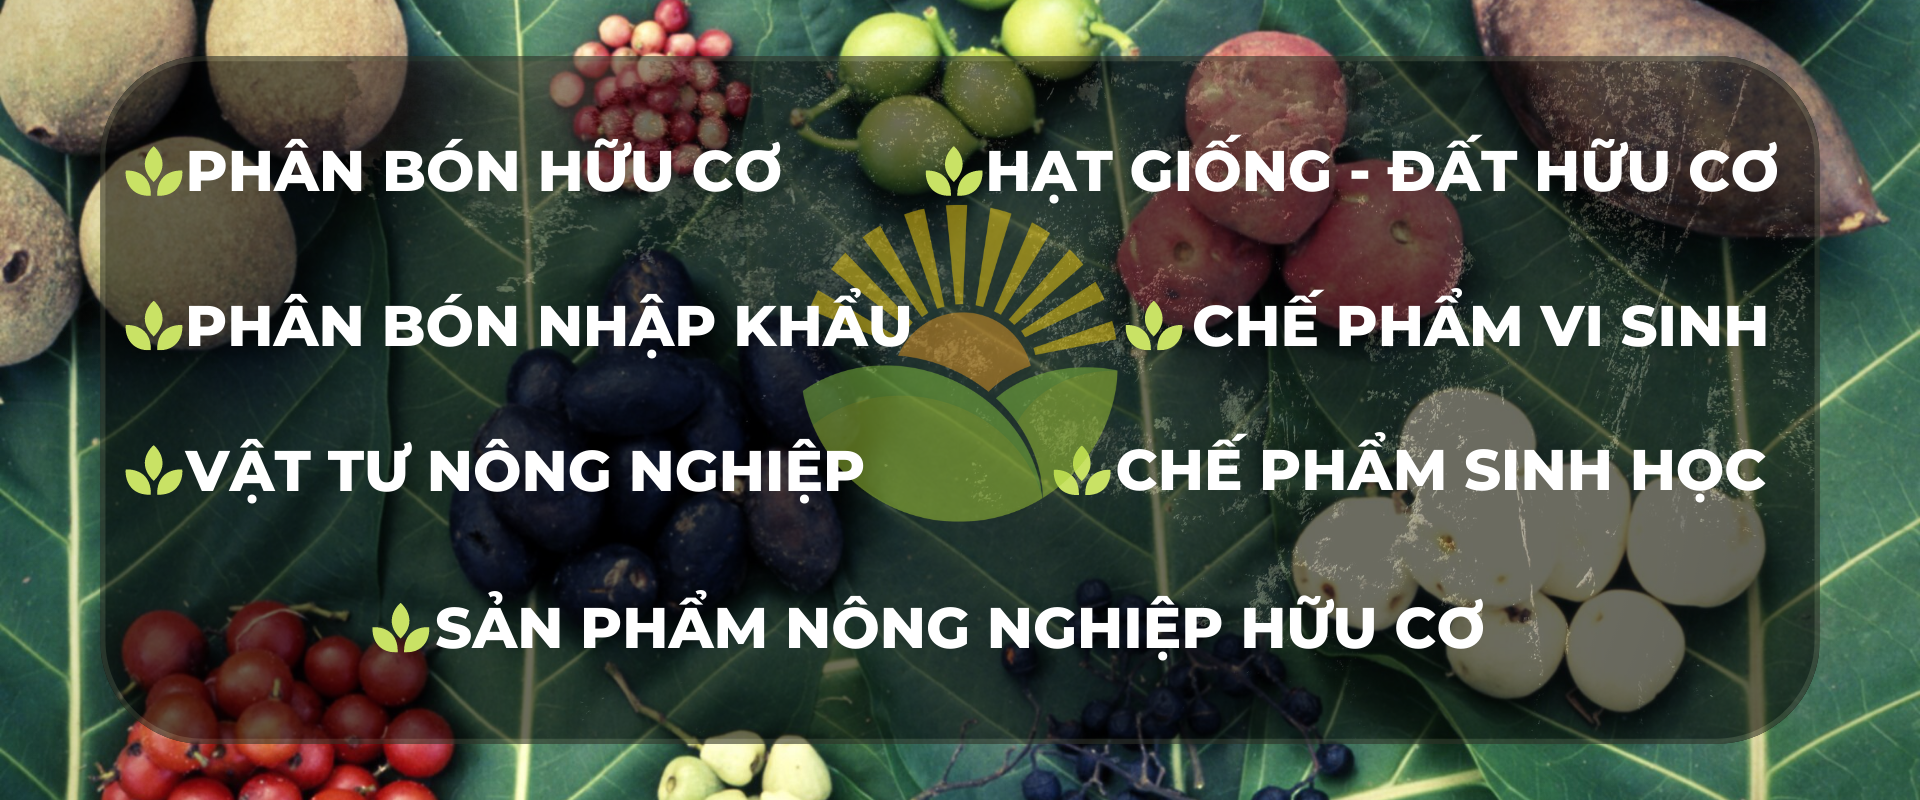 PHÂN BÓN HỮU CƠ
HẠT GIỐNG - ĐẤT HỮU CƠ
PHÂN BÓN NHẬP KHẨU
CHẾ PHẨM VI SINH
VẬT TƯ NÔNG NGHIỆP
CHẾ PHẨM SINH HỌC
SẢN PHẨM NÔNG NGHIỆP HỮU CƠ